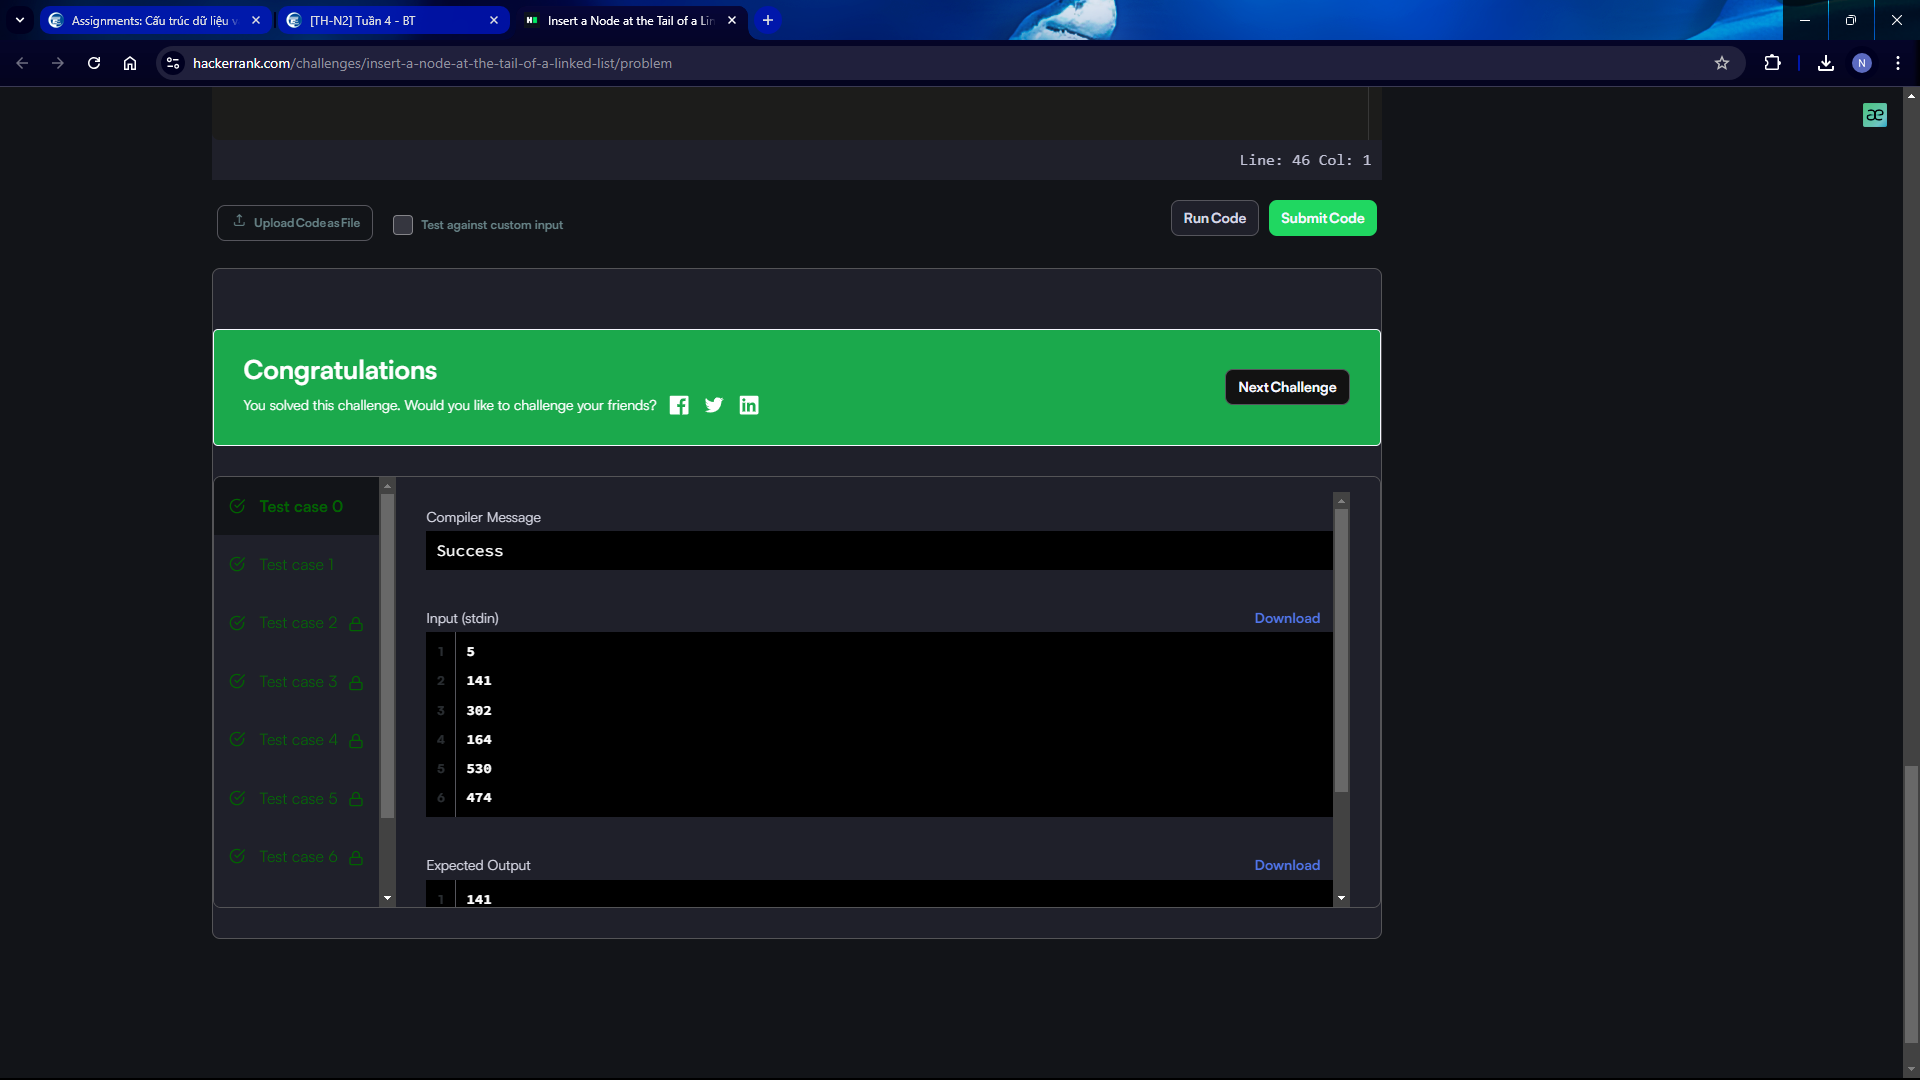 Assignments: Cấu trúc dữ liệu v
[TH-N2] Tuần 4 - BT
Insert a Node at the Tail of a Lin
hackerrank.com/challenges/insert-a-node-at-the-tail-of-a-linked-list/problem
N
æ
Line: 46 Col: 1
Upload Code as File
Test against custom input
Run Code
Submit Code
Congratulations
You solved this challenge. Would you like to challenge your friends?
Next Challenge
Test case 0
Test case 1
Test case 2
Test case 3
Test case 4
Test case 5
Test case 6
Compiler Message
Success
Input (stdin)
Download
1 5
2 141
3 302
4 164
5 530
6 474
Expected Output
Download
1 141